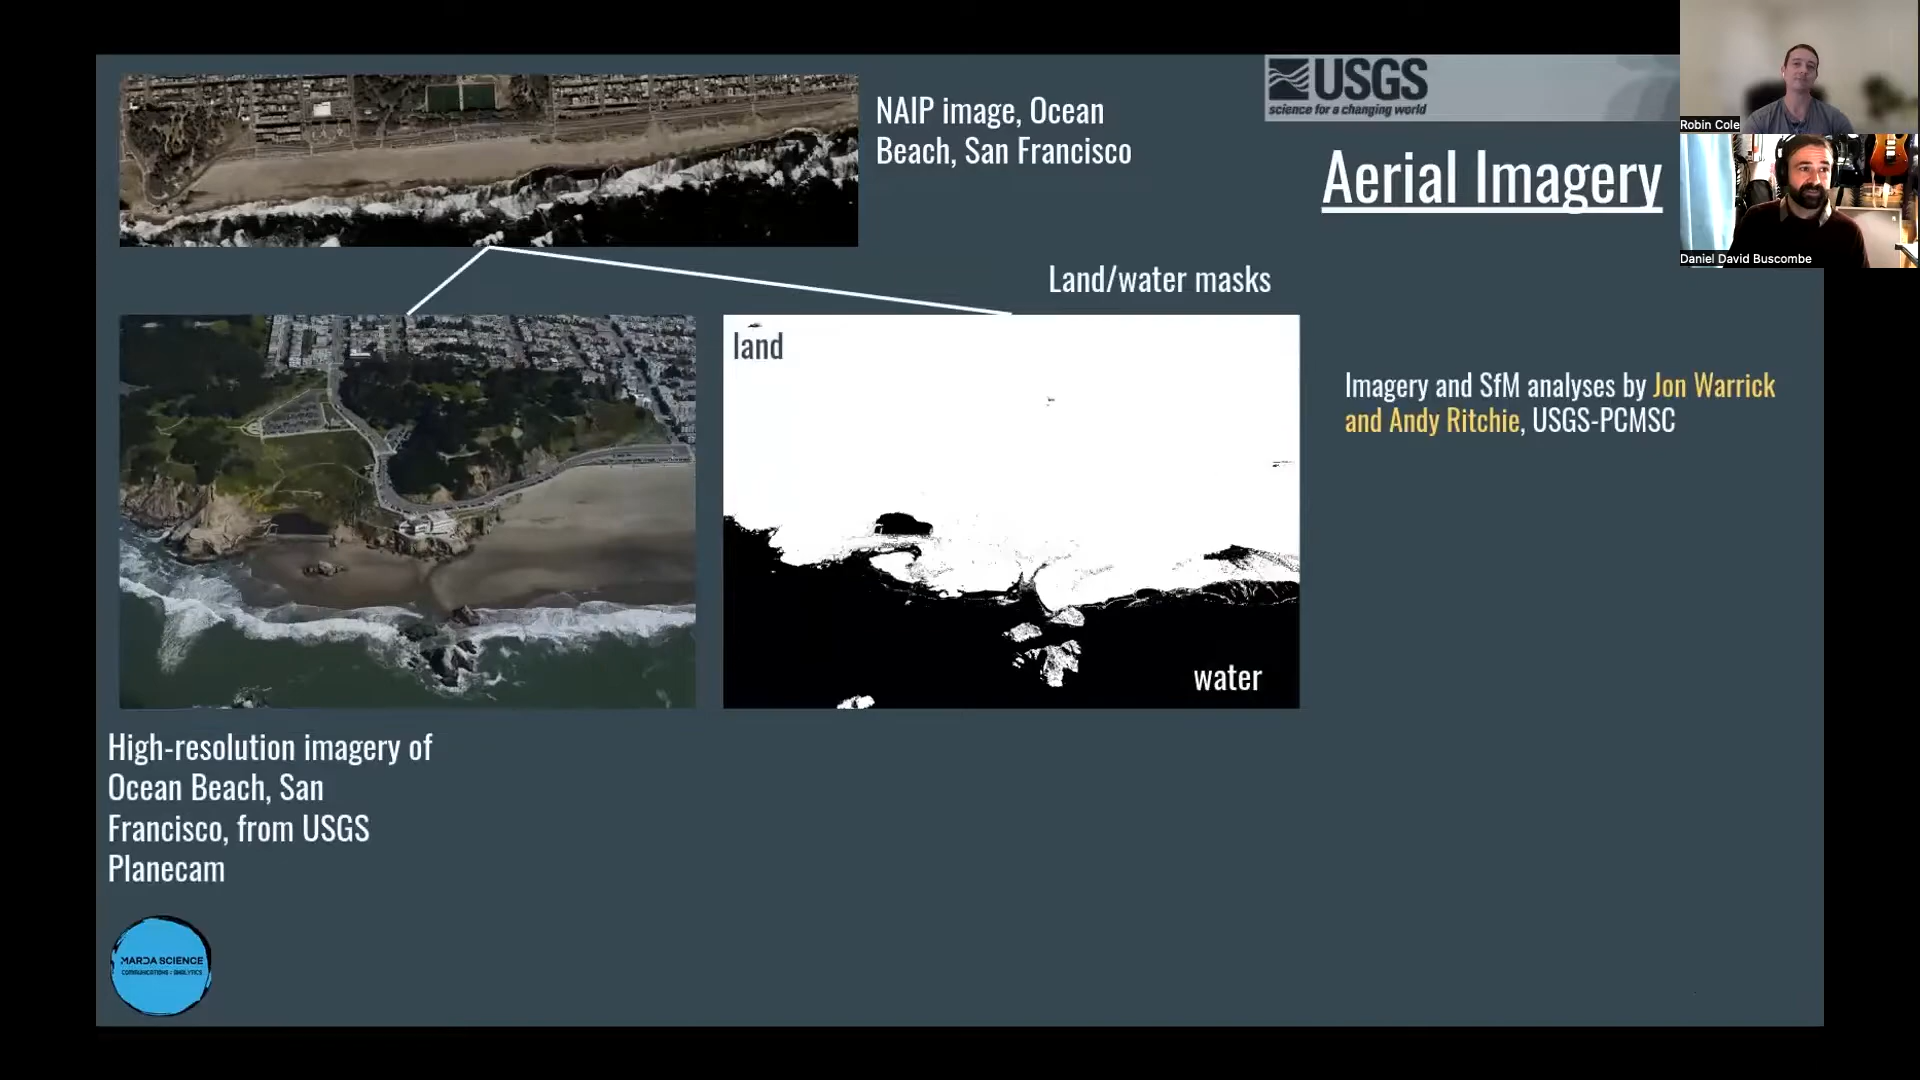 NAIP image, Ocean
Beach, San Francisco
USGS
science for a changing world
Aerial Imagery
Robin Cole
Daniel David Buscombe
Land/water masks
land
water
Imagery and SfM analyses by Jon Warrick
and Andy Ritchie, USGS-PCMSC
High-resolution imagery of
Ocean Beach, San
Francisco, from USGS
Planecam
MARDA SCIENCE
COMMUNICATIONS + ANALYTICS